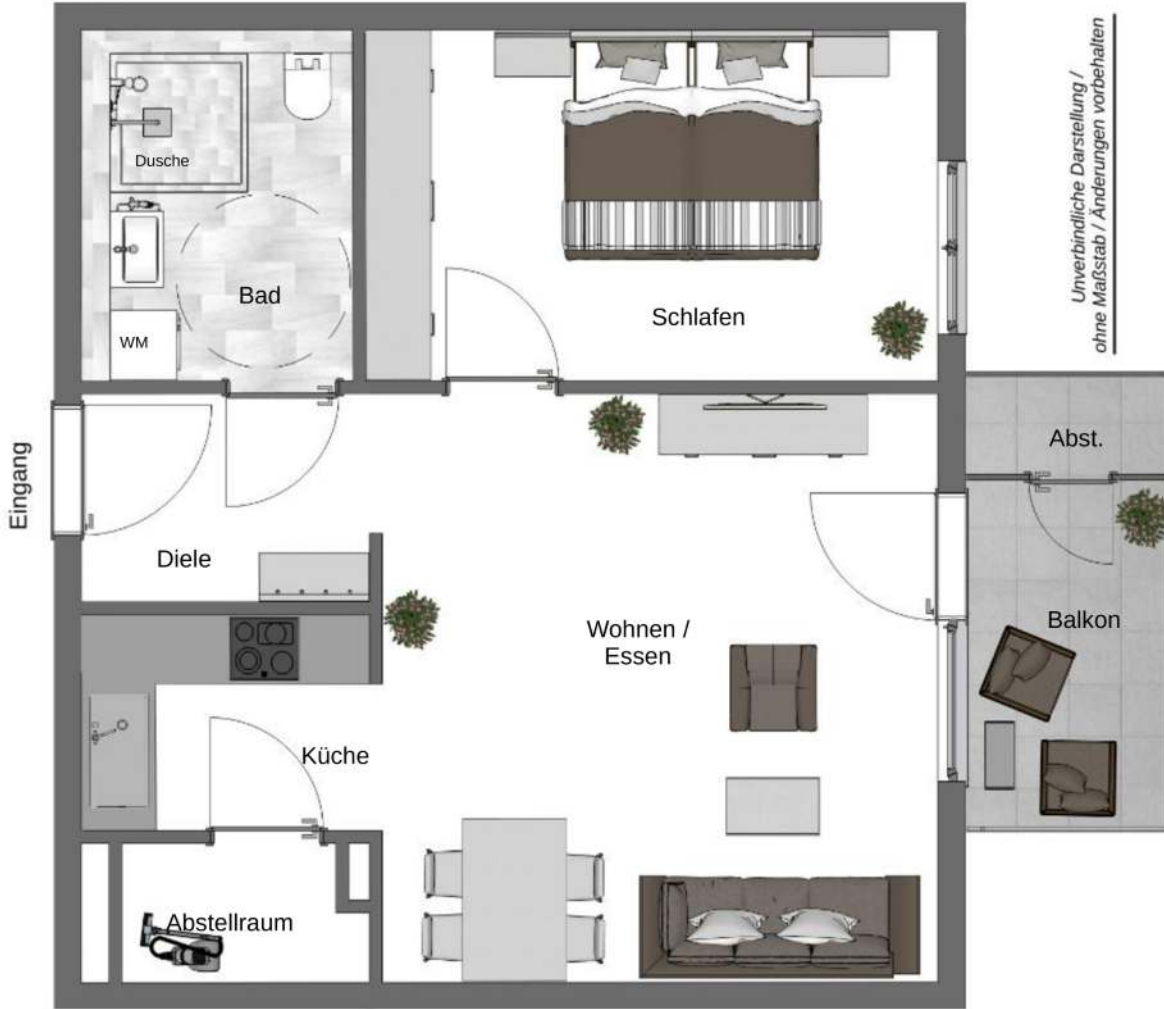 Unverbindliche Darstellung /
ohne Maßstab / Änderungen vorbehalten
Dusche
Bad
WM
Schlafen
Eingang
Abst.
Diele
Wohnen /
Essen
Balkon
Küche
Abstellraum